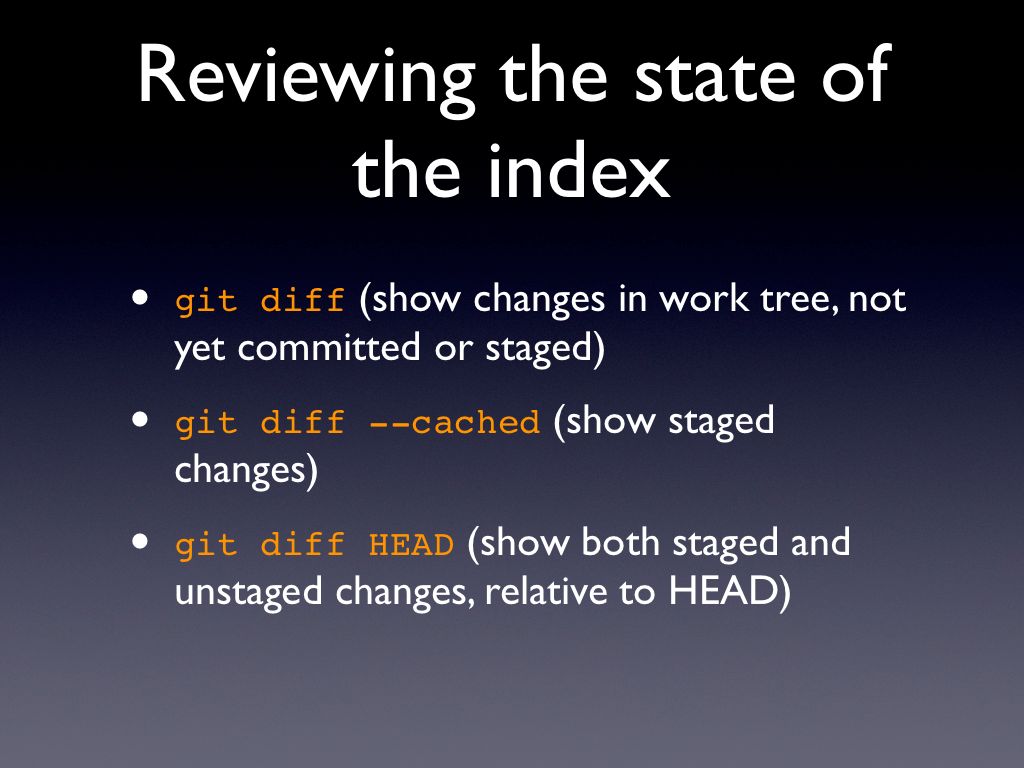 Reviewing the state of
the index
• git diff (show changes in work tree, not
yet committed or staged)
• git diff --cached (show staged
changes)
• git diff HEAD (show both staged and
unstaged changes, relative to HEAD)